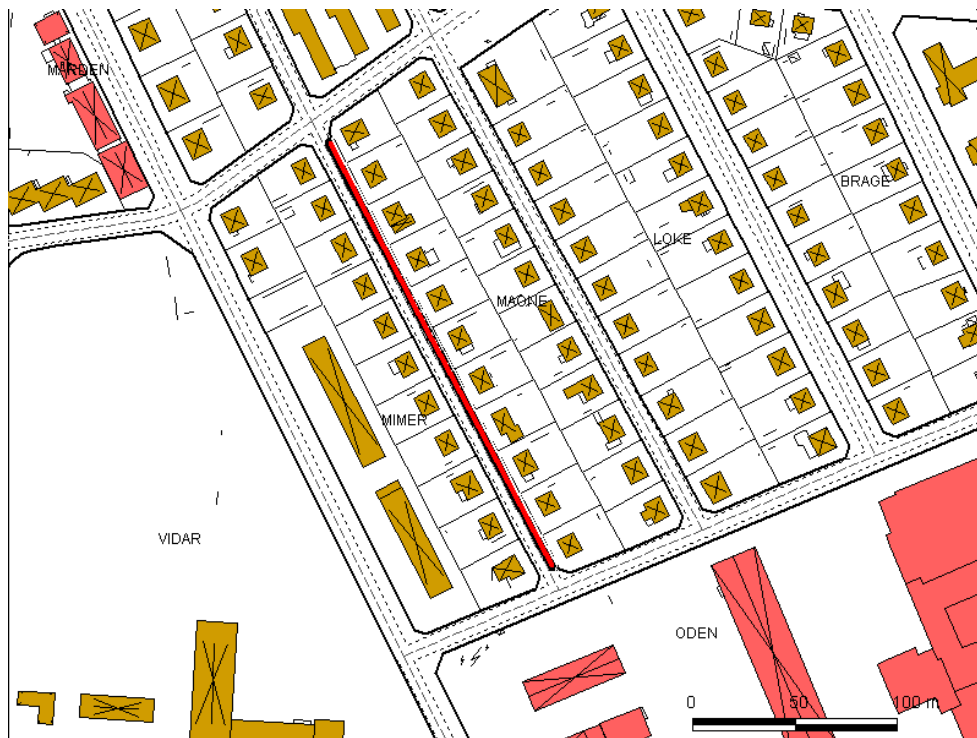 MÅRDEN
BRAGE
LOKE
MAGNE
MIMER
VIDAR
ODEN
0 50 100 m